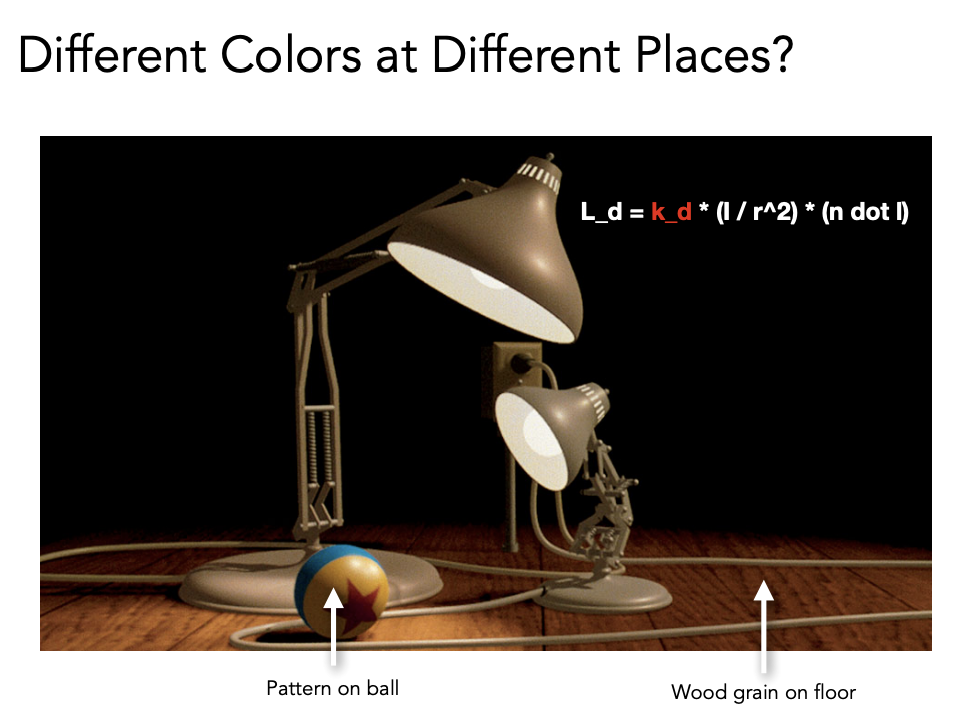 Different Colors at Different Places?
L_d = k_d * (I / r^2) * (n dot l)
Pattern on ball
Wood grain on floor